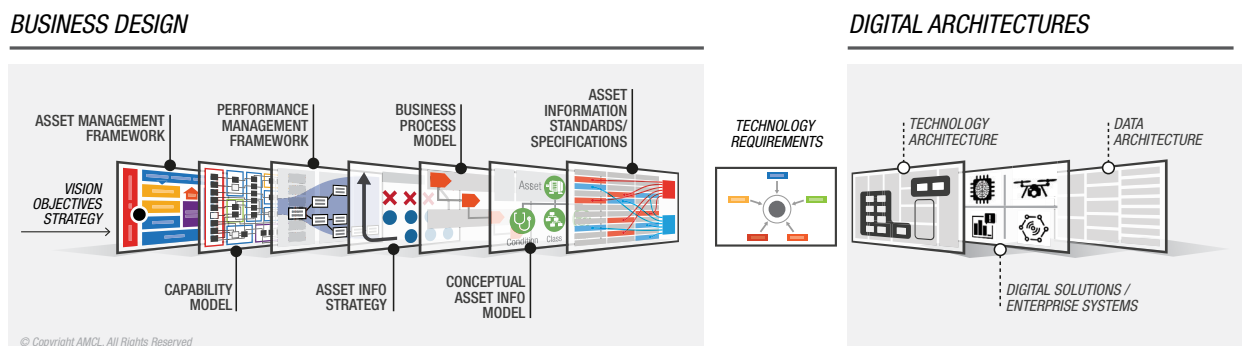 BUSINESS DESIGN
DIGITAL ARCHITECTURES
ASSET MANAGEMENT
FRAMEWORK
PERFORMANCE
MANAGEMENT
FRAMEWORK
BUSINESS
PROCESS
MODEL
ASSET
INFORMATION
STANDARDS/
SPECIFICATIONS
TECHNOLOGY
REQUIREMENTS
TECHNOLOGY
ARCHITECTURE
DATA
ARCHITECTURE
VISION
OBJECTIVES
STRATEGY
Asset
Condition
Class
CAPABILITY
MODEL
ASSET INFO
STRATEGY
CONCEPTUAL
ASSET INFO
MODEL
DIGITAL SOLUTIONS /
ENTERPRISE SYSTEMS
© Copyright AMCL. All Rights Reserved